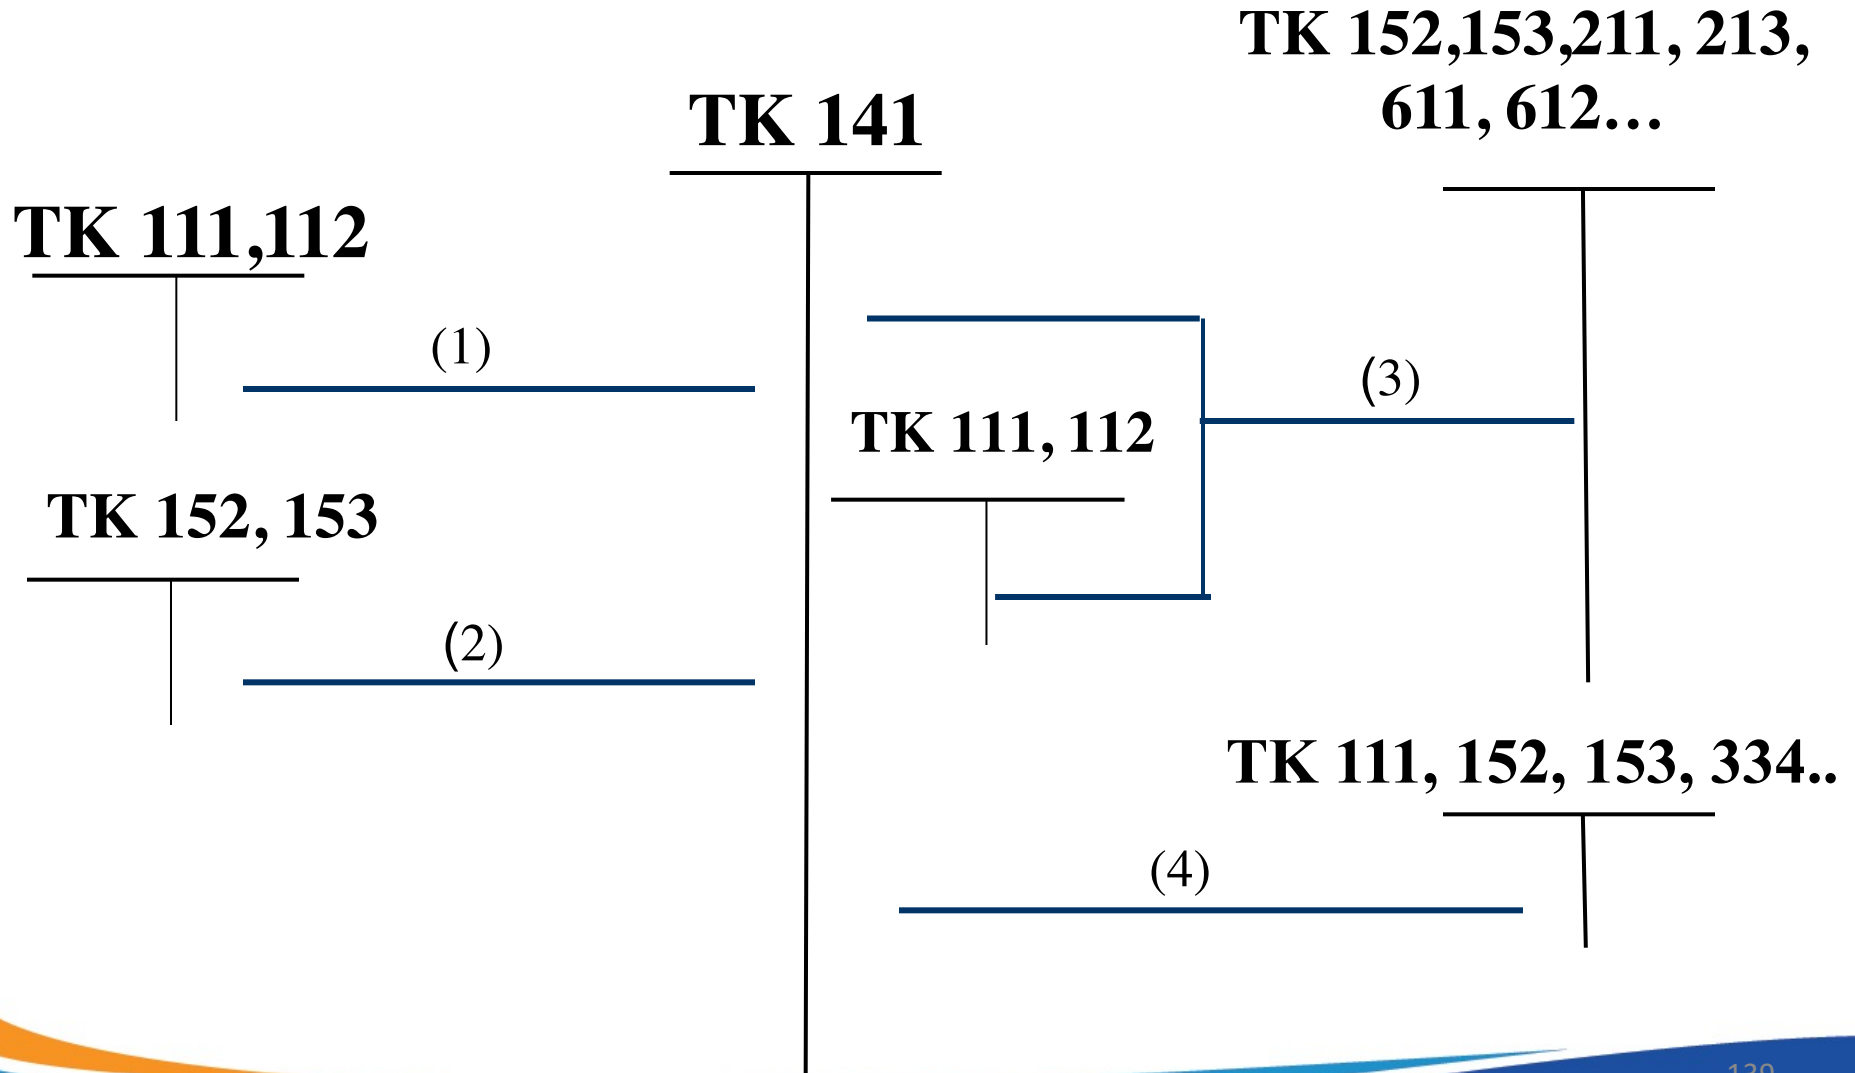 TK 152,153,211, 213,
611, 612…
TK 141
TK 111,112
(1)
(3)
TK 111, 112
TK 152, 153
(2)
TK 111, 152, 153, 334..
(4)